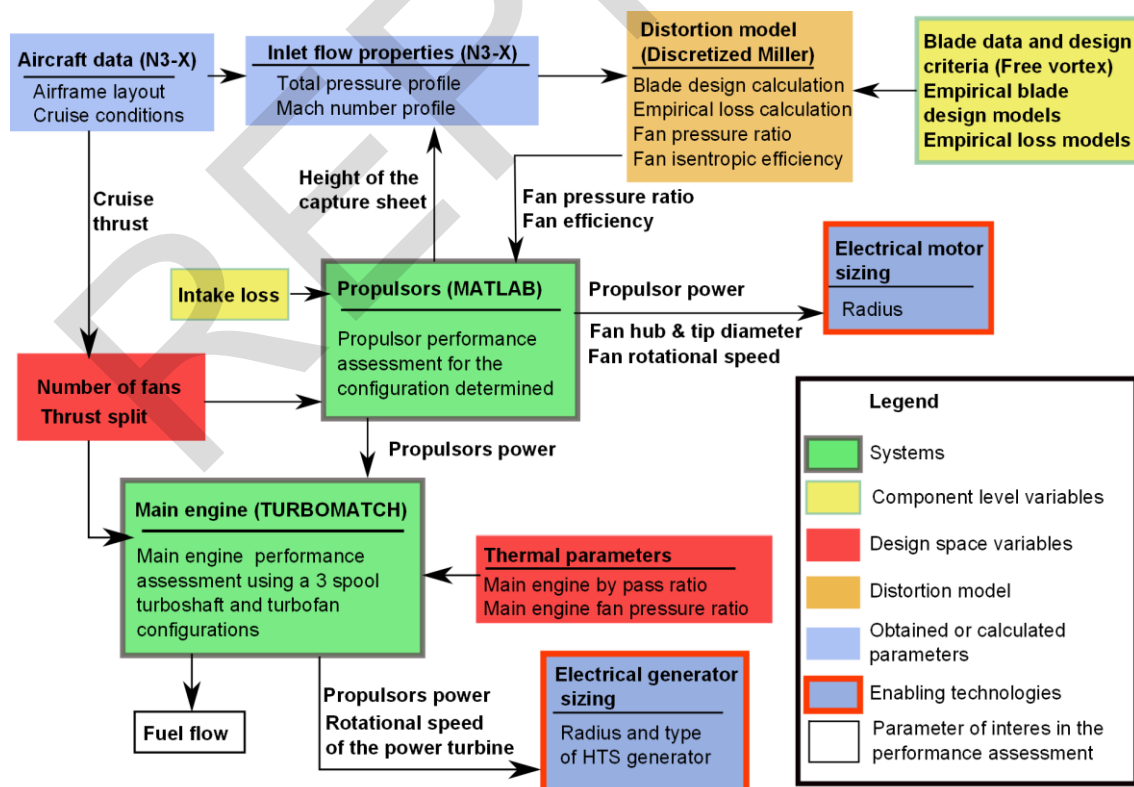 Aircraft data (N3-X)
Airframe layout
Cruise conditions
Inlet flow properties (N3-X)
Total pressure profile
Mach number profile
Distortion model
(Discretized Miller)
Blade design calculation
Empirical loss calculation
Fan pressure ratio
Fan isentropic efficiency
Blade data and design
criteria (Free vortex)
Empirical blade
design models
Empirical loss models
Cruise
thrust
Height of the
capture sheet
Fan pressure ratio
Fan efficiency
Intake loss
Propulsors (MATLAB)
Propulsor performance
assessment for the
configuration determined
Propulsor power
Fan hub & tip diameter
Fan rotational speed
Electrical motor
sizing
Radius
Number of fans
Thrust split
Propulsors power
Main engine (TURBOMATCH)
Main engine performance
assessment using a 3 spool
turboshaft and turbofan
configurations
Thermal parameters
Main engine by pass ratio
Main engine fan pressure ratio
Fuel flow
Propulsors power
Rotational speed
of the power turbine
Electrical generator
sizing
Radius and type
of HTS generator
Legend
Systems
Component level variables
Design space variables
Distortion model
Obtained or calculated
parameters
Enabling technologies
Parameter of interes in the
performance assessment